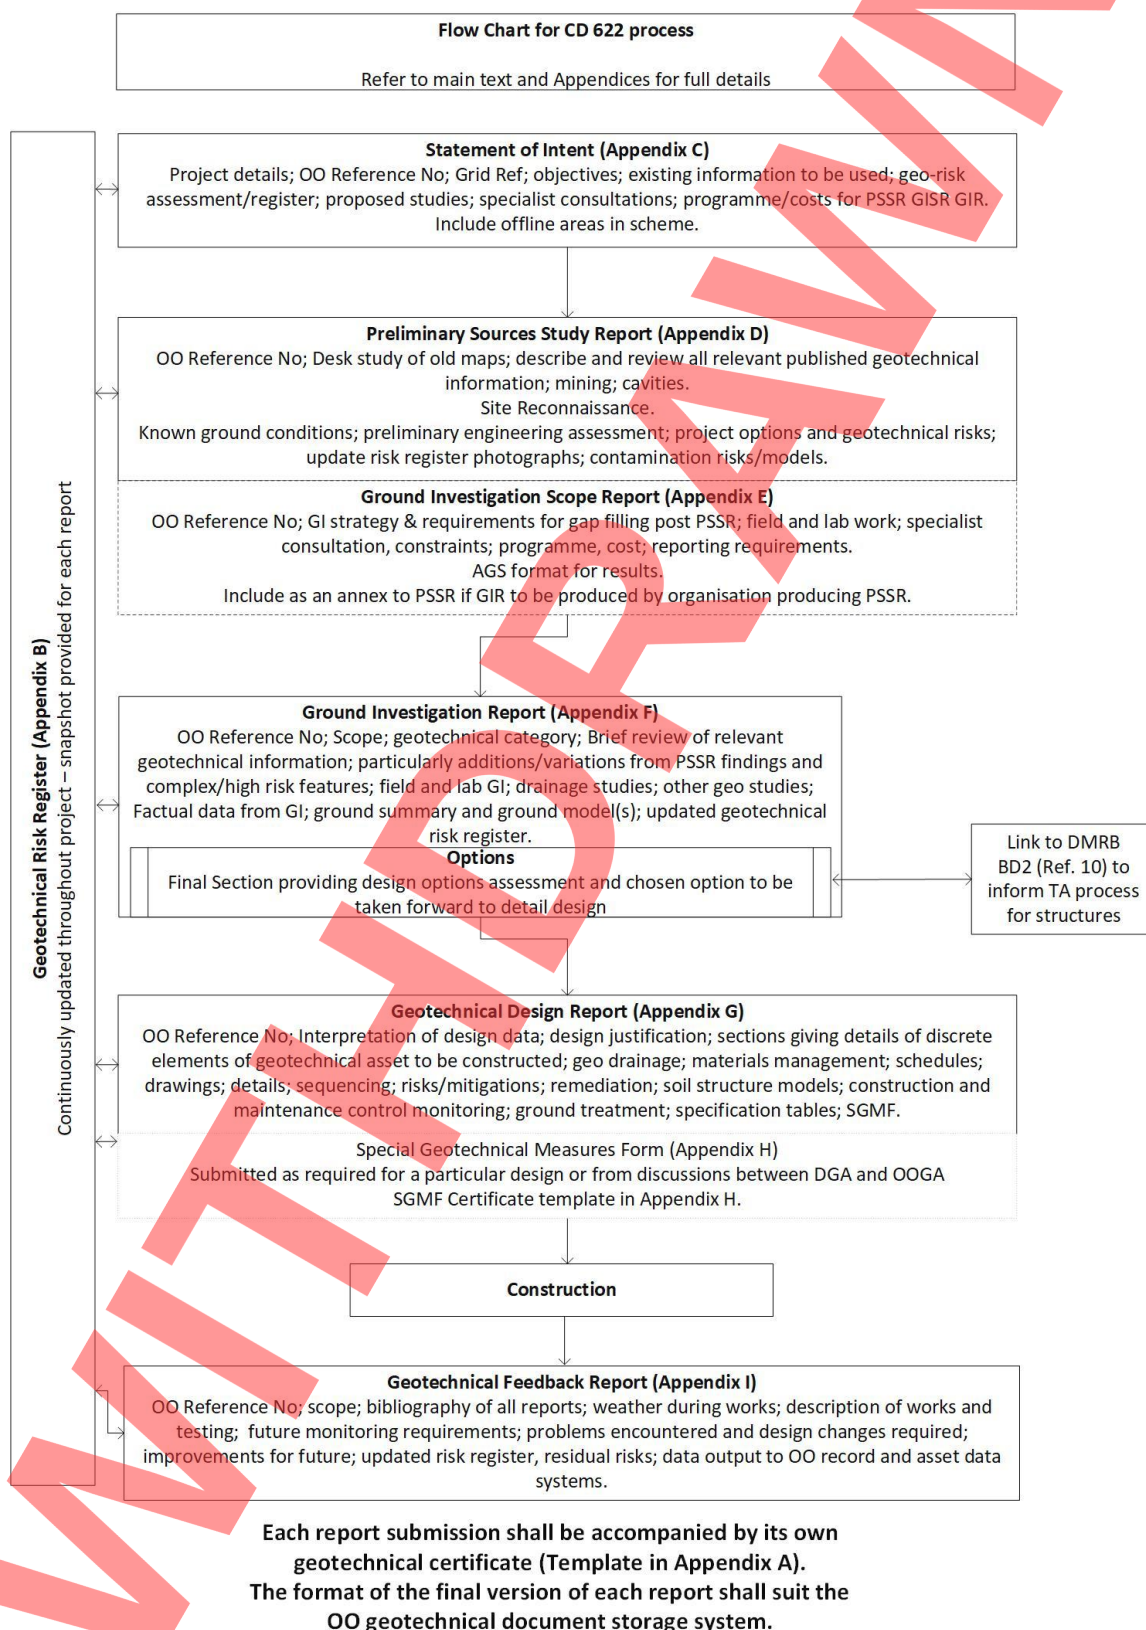 Flow Chart for CD 622 process
Refer to main text and Appendices for full details
Statement of Intent (Appendix C)
Project details; OO Reference No; Grid Ref; objectives; existing information to be used; geo-risk
assessment/register; proposed studies; specialist consultations; programme/costs for PSSR GISR GIR.
Include offline areas in scheme.
Preliminary Sources Study Report (Appendix D)
OO Reference No; Desk study of old maps; describe and review all relevant published geotechnical
information; mining; cavities.
Site Reconnaissance.
Known ground conditions; preliminary engineering assessment; project options and geotechnical risks;
update risk register photographs; contamination risks/models.
Ground Investigation Scope Report (Appendix E)
OO Reference No; GI strategy & requirements for gap filling post PSSR; field and lab work; specialist
consultation, constraints; programme, cost; reporting requirements.
AGS format for results.
Include as an annex to PSSR if GIR to be produced by organisation producing PSSR.
Geotechnical Risk Register (Appendix B)
Continuously updated throughout project – snapshot provided for each report
Ground Investigation Report (Appendix F)
OO Reference No; Scope; geotechnical category; Brief review of relevant
geotechnical information; particularly additions/variations from PSSR findings and
complex/high risk features; field and lab GI; drainage studies; other geo studies;
Factual data from GI; ground summary and ground model(s); updated geotechnical
risk register.
Options
Final Section providing design options assessment and chosen option to be
taken forward to detail design
Link to DMRB
BD2 (Ref. 10) to
inform TA process
for structures
Geotechnical Design Report (Appendix G)
OO Reference No; Interpretation of design data; design justification; sections giving details of discrete
elements of geotechnical asset to be constructed; geo drainage; materials management; schedules;
drawings; details; sequencing; risks/mitigations; remediation; soil structure models; construction and
maintenance control monitoring; ground treatment; specification tables; SGMF.
Special Geotechnical Measures Form (Appendix H)
Submitted as required for a particular design or from discussions between DGA and OOGA
SGMF Certificate template in Appendix H.
Construction
Geotechnical Feedback Report (Appendix I)
OO Reference No; scope; bibliography of all reports; weather during works; description of works and
testing; future monitoring requirements; problems encountered and design changes required;
improvements for future; updated risk register, residual risks; data output to OO record and asset data
systems.
Each report submission shall be accompanied by its own
geotechnical certificate (Template in Appendix A).
The format of the final version of each report shall suit the
OO geotechnical document storage system.
WITHDRAWN